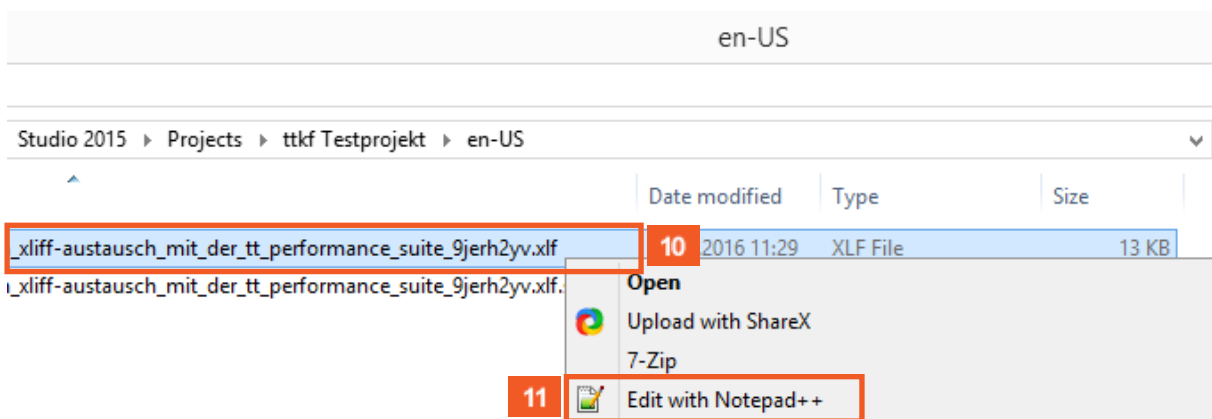 en-US
Studio 2015 Projects ttkf Testprojekt en-US
Date modified Type Size
_xliff-austausch_mit_der_tt_performance_suite_9jerh2yv.xlf 10 .2016 11:29 XLF File 13 KB
_xliff-austausch_mit_der_tt_performance_suite_9jerh2yv.xlf.
Open
Upload with ShareX
7-Zip
11 Edit with Notepad++